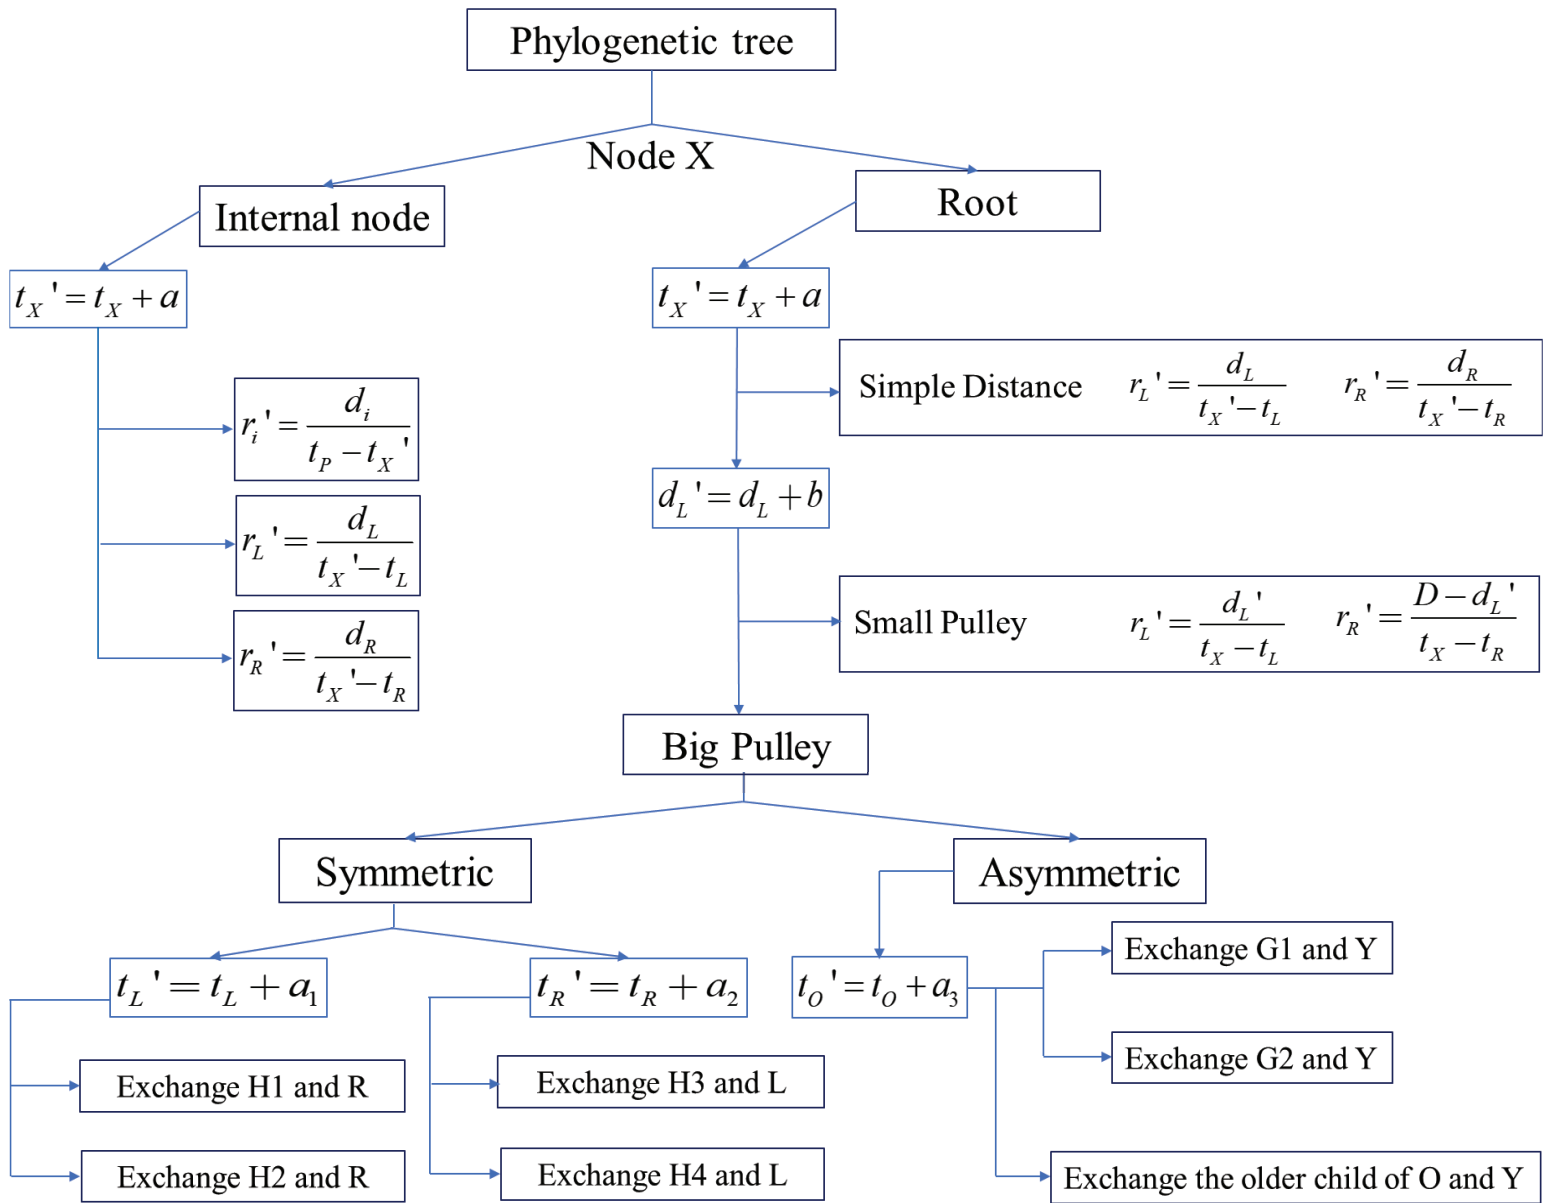 Phylogenetic tree
Node X
Internal node
Root
t_X ' = t_X + a
t_X ' = t_X + a
r_i ' = d_i / (t_P − t_X ')
r_L ' = d_L / (t_X ' − t_L)
r_R ' = d_R / (t_X ' − t_R)
Simple Distance r_L ' = d_L / (t_X ' − t_L) r_R ' = d_R / (t_X ' − t_R)
d_L ' = d_L + b
Small Pulley r_L ' = d_L ' / (t_X − t_L) r_R ' = (D − d_L ') / (t_X − t_R)
Big Pulley
Symmetric
Asymmetric
t_L ' = t_L + a_1
Exchange H1 and R
Exchange H2 and R
t_R ' = t_R + a_2
Exchange H3 and L
Exchange H4 and L
t_O ' = t_O + a_3
Exchange G1 and Y
Exchange G2 and Y
Exchange the older child of O and Y